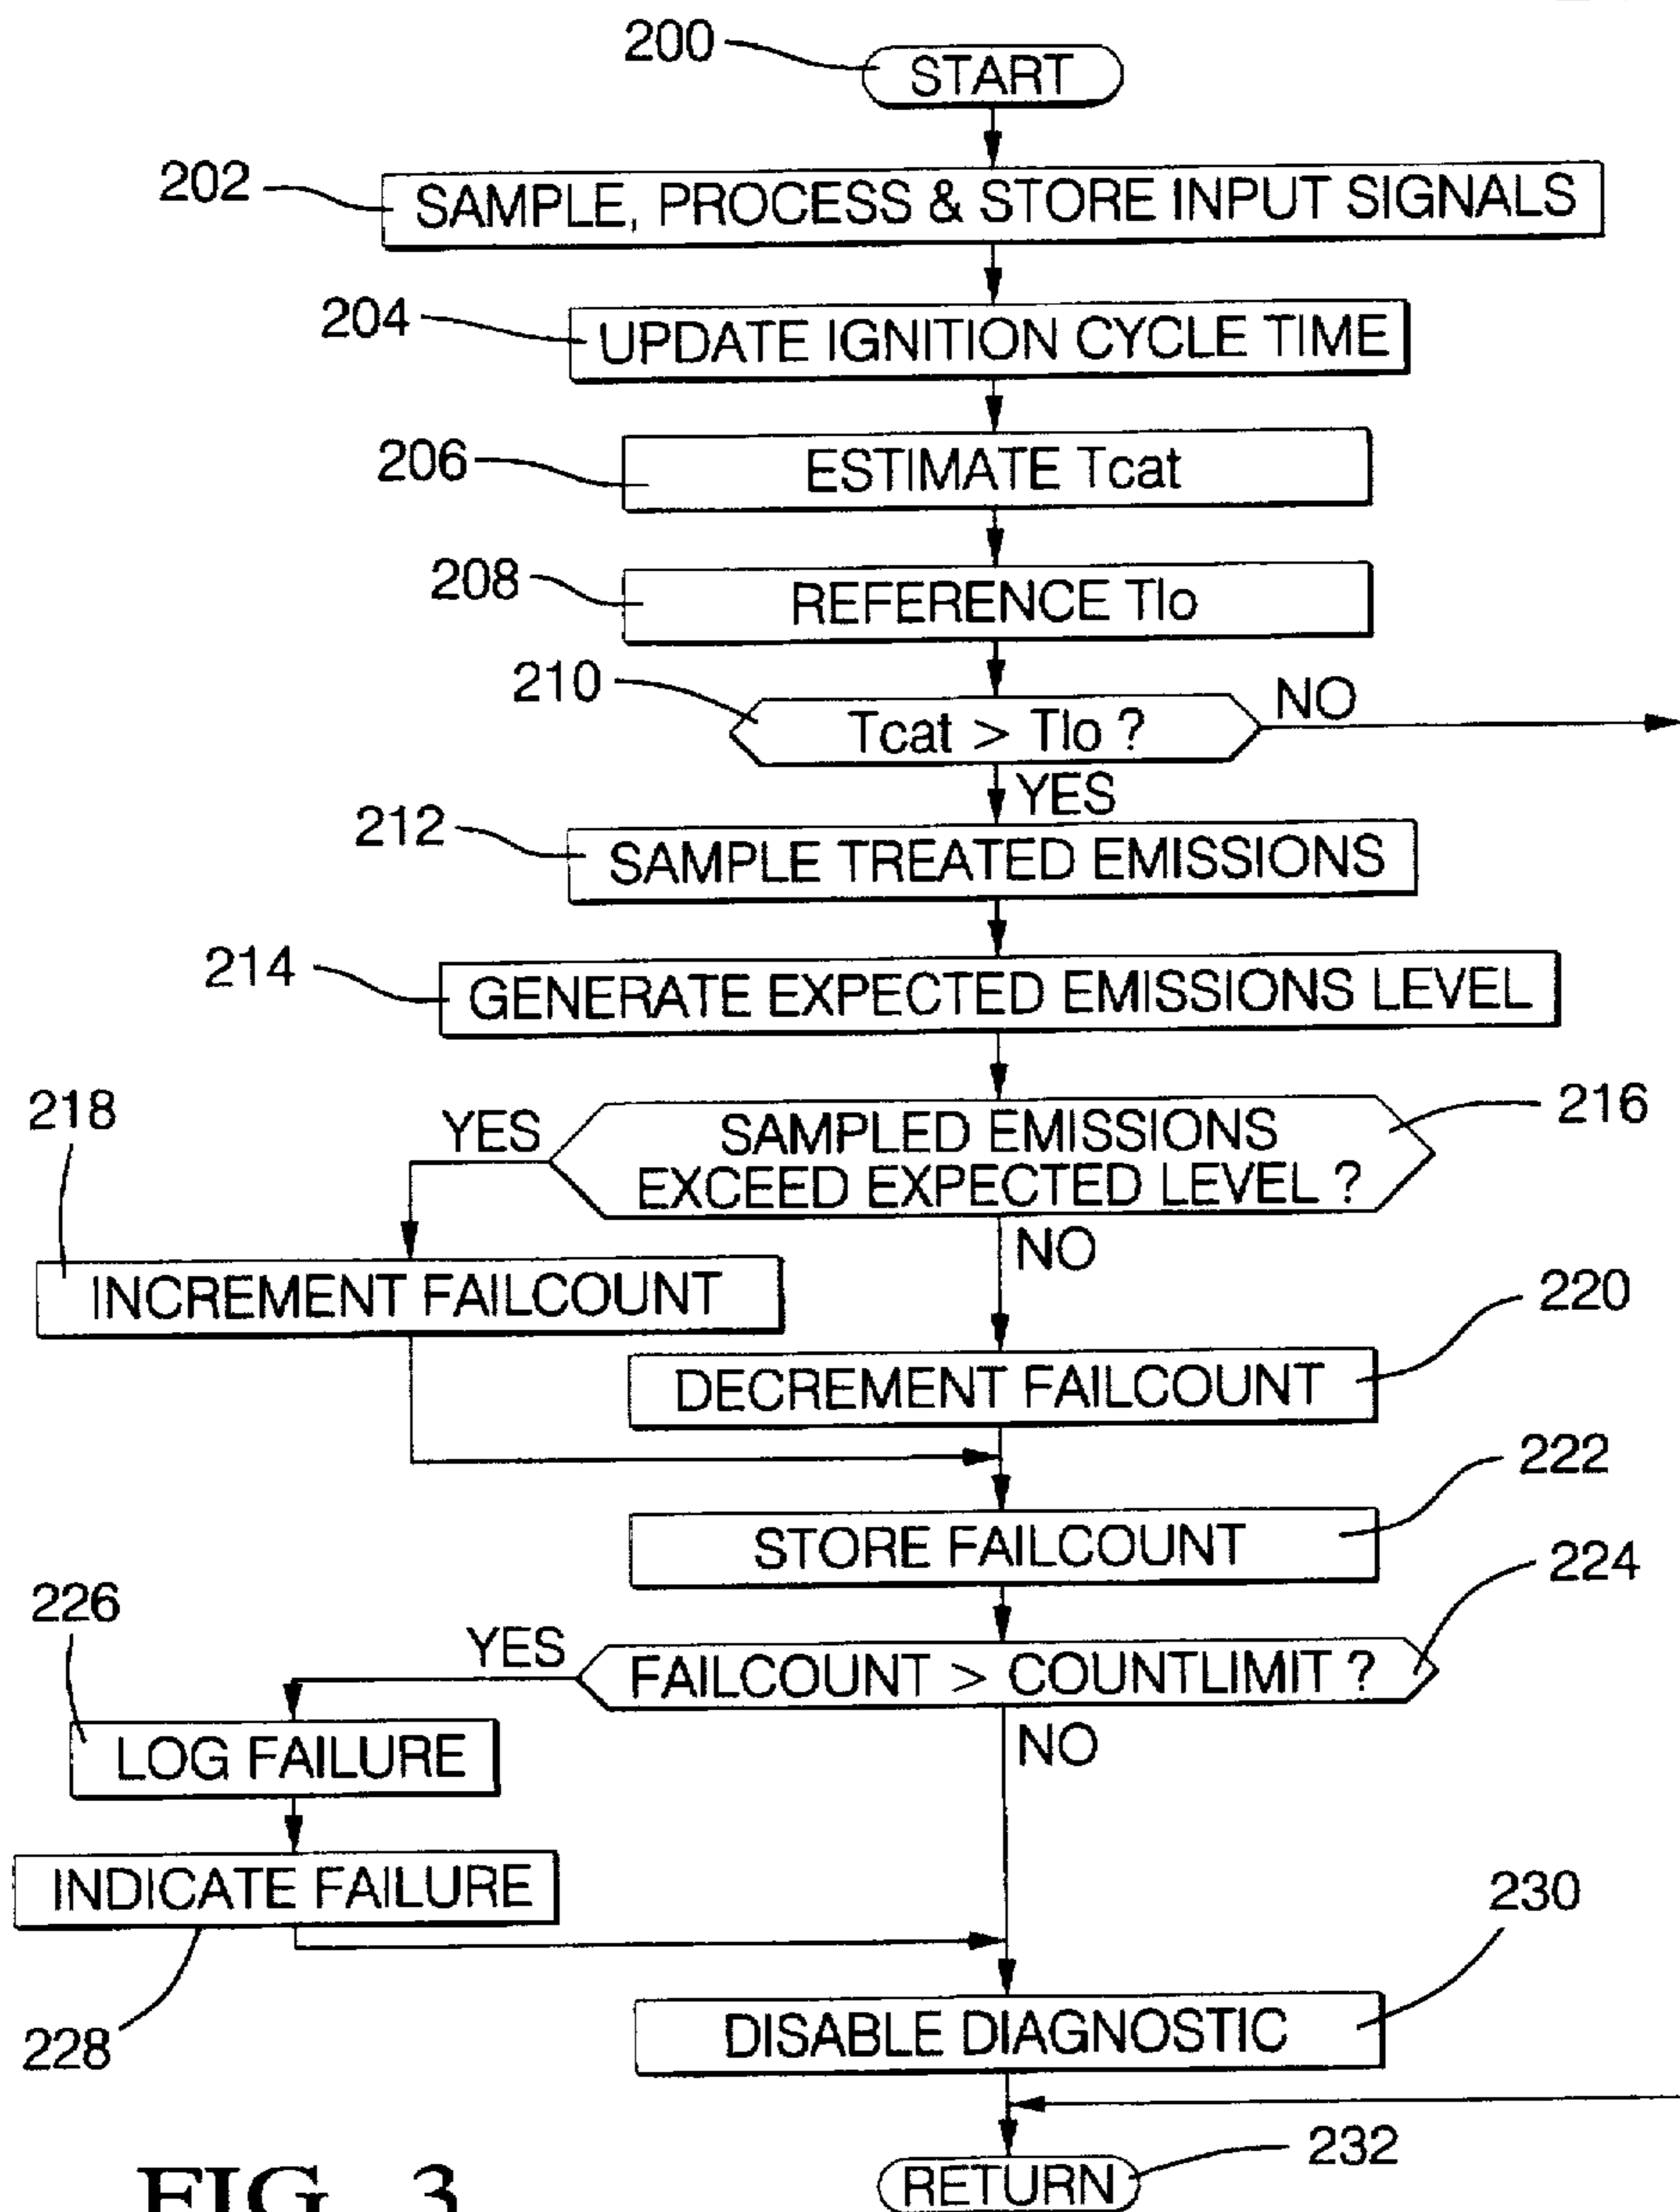 200
START
202
SAMPLE, PROCESS & STORE INPUT SIGNALS
204
UPDATE IGNITION CYCLE TIME
206
ESTIMATE Tcat
208
REFERENCE Tlo
210
Tcat > Tlo ?
NO
YES
212
SAMPLE TREATED EMISSIONS
214
GENERATE EXPECTED EMISSIONS LEVEL
218
YES
SAMPLED EMISSIONS
EXCEED EXPECTED LEVEL ?
216
NO
INCREMENT FAILCOUNT
220
DECREMENT FAILCOUNT
222
STORE FAILCOUNT
224
226
YES
FAILCOUNT > COUNTLIMIT ?
NO
LOG FAILURE
INDICATE FAILURE
228
230
DISABLE DIAGNOSTIC
232
RETURN
FIG. 3